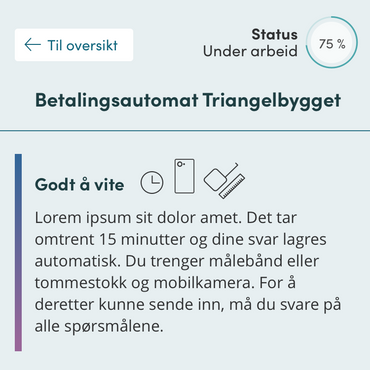 ← Til oversikt
Status
Under arbeid
75 %
Betalingsautomat Triangelbygget
Godt å vite
Lorem ipsum sit dolor amet. Det tar
omtrent 15 minutter og dine svar lagres
automatisk. Du trenger målebånd eller
tommestokk og mobilkamera. For å
deretter kunne sende inn, må du svare på
alle spørsmålene.